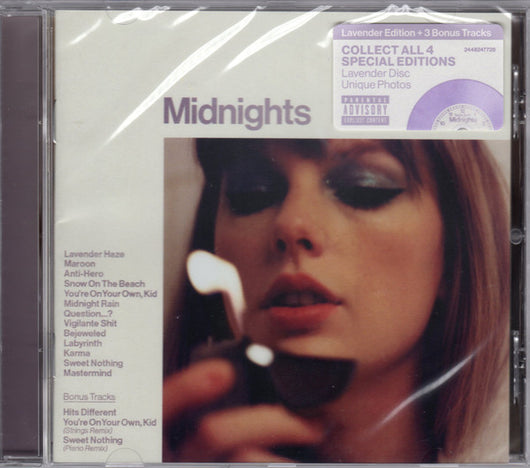 Lavender Edition + 3 Bonus Tracks
COLLECT ALL 4
SPECIAL EDITIONS
Lavender Disc
Unique Photos
2448247720
PARENTAL
ADVISORY
EXPLICIT CONTENT
Midnights
Midnights
Lavender Haze
Maroon
Anti-Hero
Snow On The Beach
You're On Your Own, Kid
Midnight Rain
Question...?
Vigilante Shit
Bejeweled
Labyrinth
Karma
Sweet Nothing
Mastermind
Bonus Tracks
Hits Different
You're On Your Own, Kid
(Strings Remix)
Sweet Nothing
(Piano Remix)